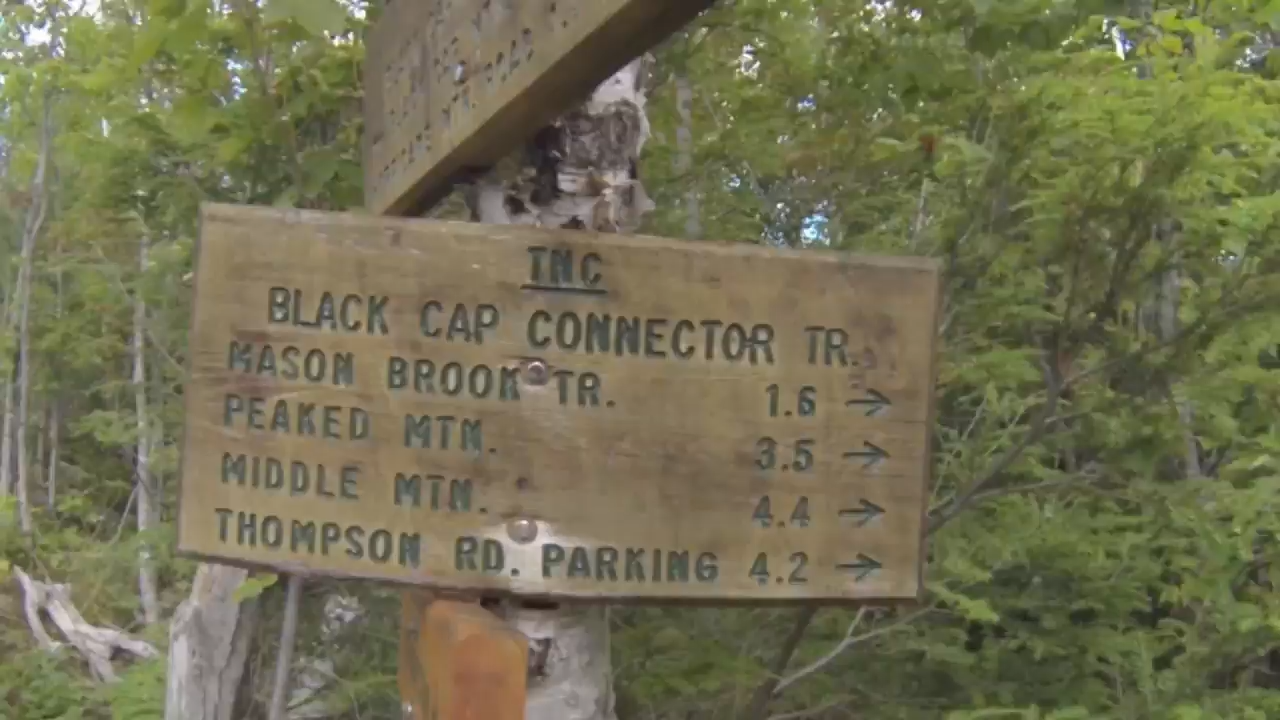 TNC
BLACK CAP CONNECTOR TR.
MASON BROOK TR. 1.6 →
PEAKED MTN. 3.5 →
MIDDLE MTN. 4.4 →
THOMPSON RD. PARKING 4.2 →